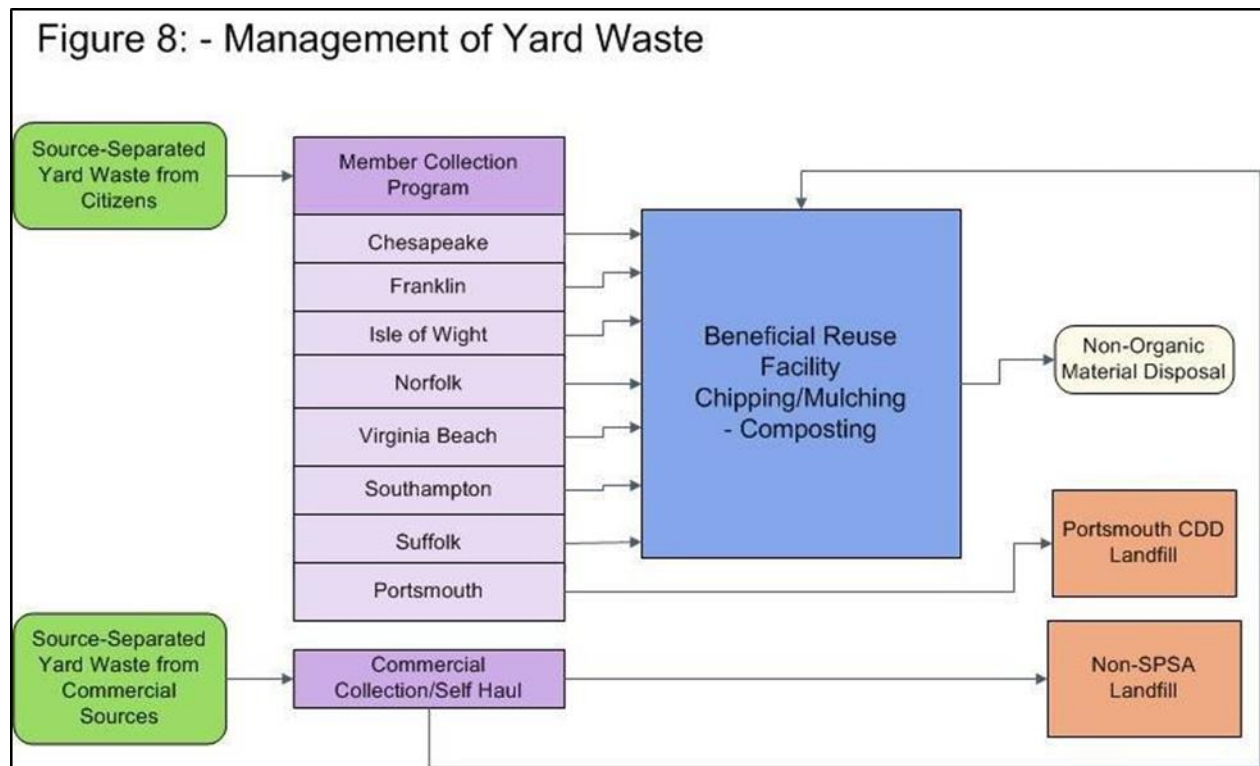 Figure 8: - Management of Yard Waste
Source-Separated
Yard Waste from
Citizens
Member Collection
Program
Chesapeake
Franklin
Isle of Wight
Norfolk
Virginia Beach
Southampton
Suffolk
Portsmouth
Beneficial Reuse
Facility
Chipping/Mulching
- Composting
Non-Organic
Material Disposal
Portsmouth CDD
Landfill
Source-Separated
Yard Waste from
Commercial
Sources
Commercial
Collection/Self Haul
Non-SPSA
Landfill